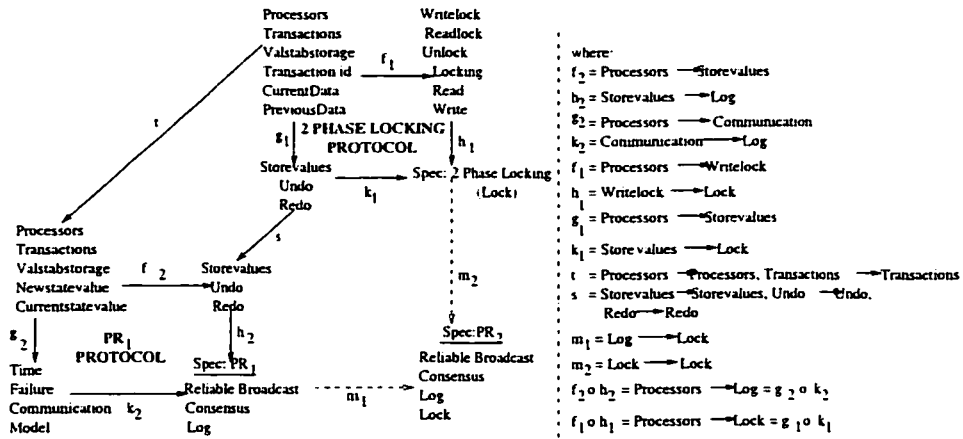 Processors
Transactions
Valstabstorage
Transaction id
CurrentData
PreviousData
f1
Writelock
Readlock
Unlock
Locking
Read
Write
t
g1
2 PHASE LOCKING
PROTOCOL
h1
Storevalues
Undo
Redo
k1
Spec: 2 Phase Locking
(Lock)
s
Processors
Transactions
Valstabstorage
Newstatevalue
Currentstatevalue
f 2
Storevalues
Undo
Redo
m2
g2
PR1
PROTOCOL
h2
Time
Failure
Communication
Model
k2
Spec: PR1
Reliable Broadcast
Consensus
Log
m1
Spec:PR2
Reliable Broadcast
Consensus
Log
Lock
where:
f2 = Processors → Storevalues
h2 = Storevalues → Log
g2 = Processors → Communication
k2 = Communication → Log
f1 = Processors → Writelock
h1 = Writelock → Lock
g1 = Processors → Storevalues
k1 = Store values → Lock
t = Processors → Processors, Transactions → Transactions
s = Storevalues → Storevalues, Undo → Undo,
Redo → Redo
m1 = Log → Lock
m2 = Lock → Lock
f2 o h2 = Processors → Log = g2 o k2
f1 o h1 = Processors → Lock = g1 o k1